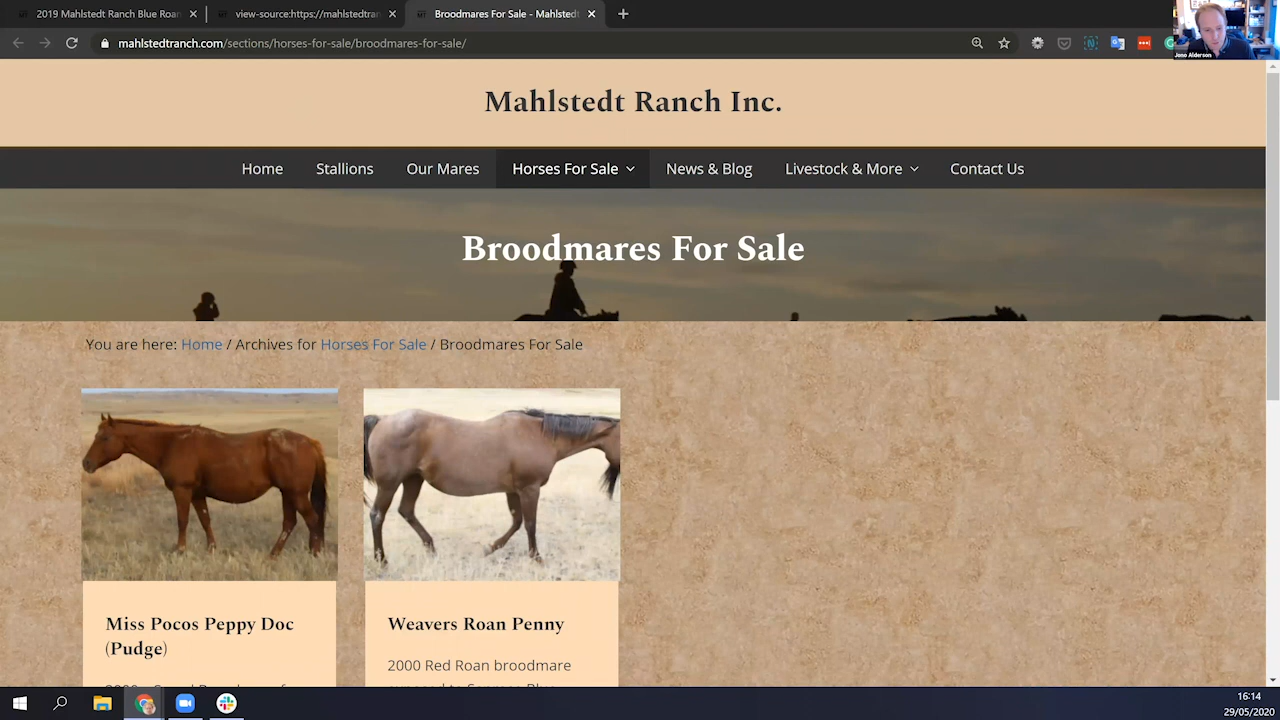 2019 Mahlstedt Ranch Blue Roan
view-source:https://mahlstedtran
Broodmares For Sale - Mahlstedt
mahlstedtranch.com/sections/horses-for-sale/broodmares-for-sale/
Jono Alderson
Mahlstedt Ranch Inc.
Home
Stallions
Our Mares
Horses For Sale
News & Blog
Livestock & More
Contact Us
Broodmares For Sale
You are here: Home / Archives for Horses For Sale / Broodmares For Sale
Miss Pocos Peppy Doc
(Pudge)
Weavers Roan Penny
2000 Red Roan broodmare
16:14
29/05/2020